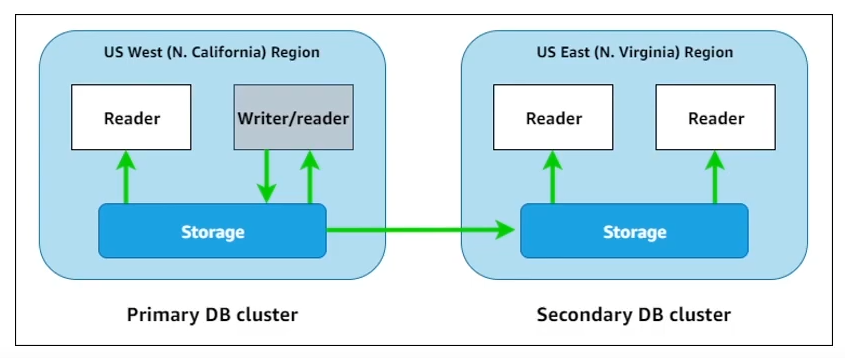 US West (N. California) Region
US East (N. Virginia) Region
Reader
Writer/reader
Reader
Reader
Storage
Storage
Primary DB cluster
Secondary DB cluster